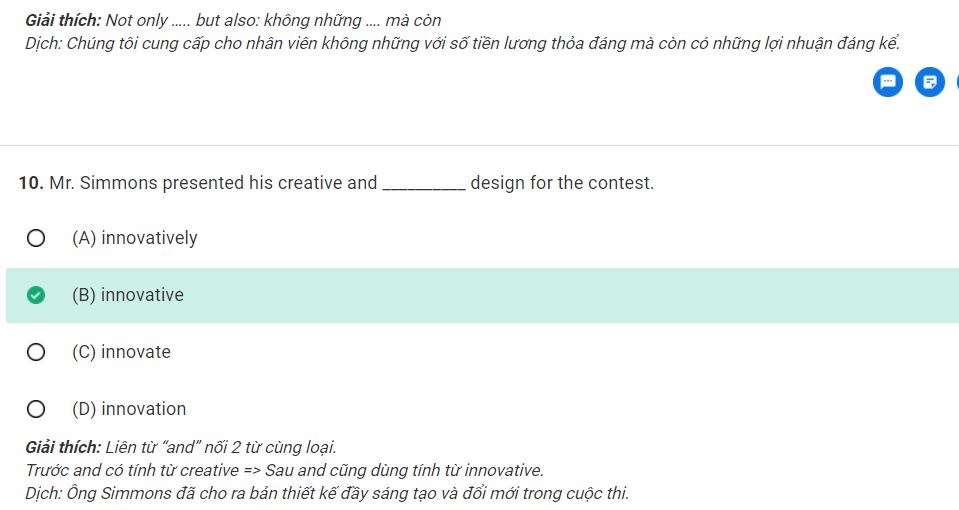 Giải thích: Not only ..... but also: không những .... mà còn
Dịch: Chúng tôi cung cấp cho nhân viên không những với số tiền lương thỏa đáng mà còn có những lợi nhuận đáng kể.
10. Mr. Simmons presented his creative and __________ design for the contest.
(A) innovatively
(B) innovative
(C) innovate
(D) innovation
Giải thích: Liên từ “and” nối 2 từ cùng loại.
Trước and có tính từ creative => Sau and cũng dùng tính từ innovative.
Dịch: Ông Simmons đã cho ra bản thiết kế đầy sáng tạo và đổi mới trong cuộc thi.